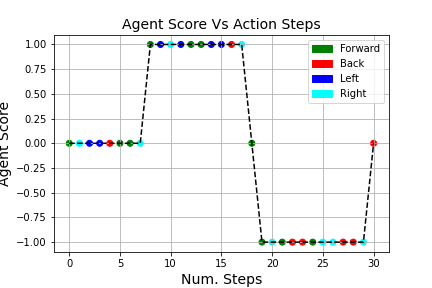 Agent Score Vs Action Steps
Agent Score
1.00
0.75
0.50
0.25
0.00
−0.25
−0.50
−0.75
−1.00
Forward
Back
Left
Right
0 5 10 15 20 25 30
Num. Steps